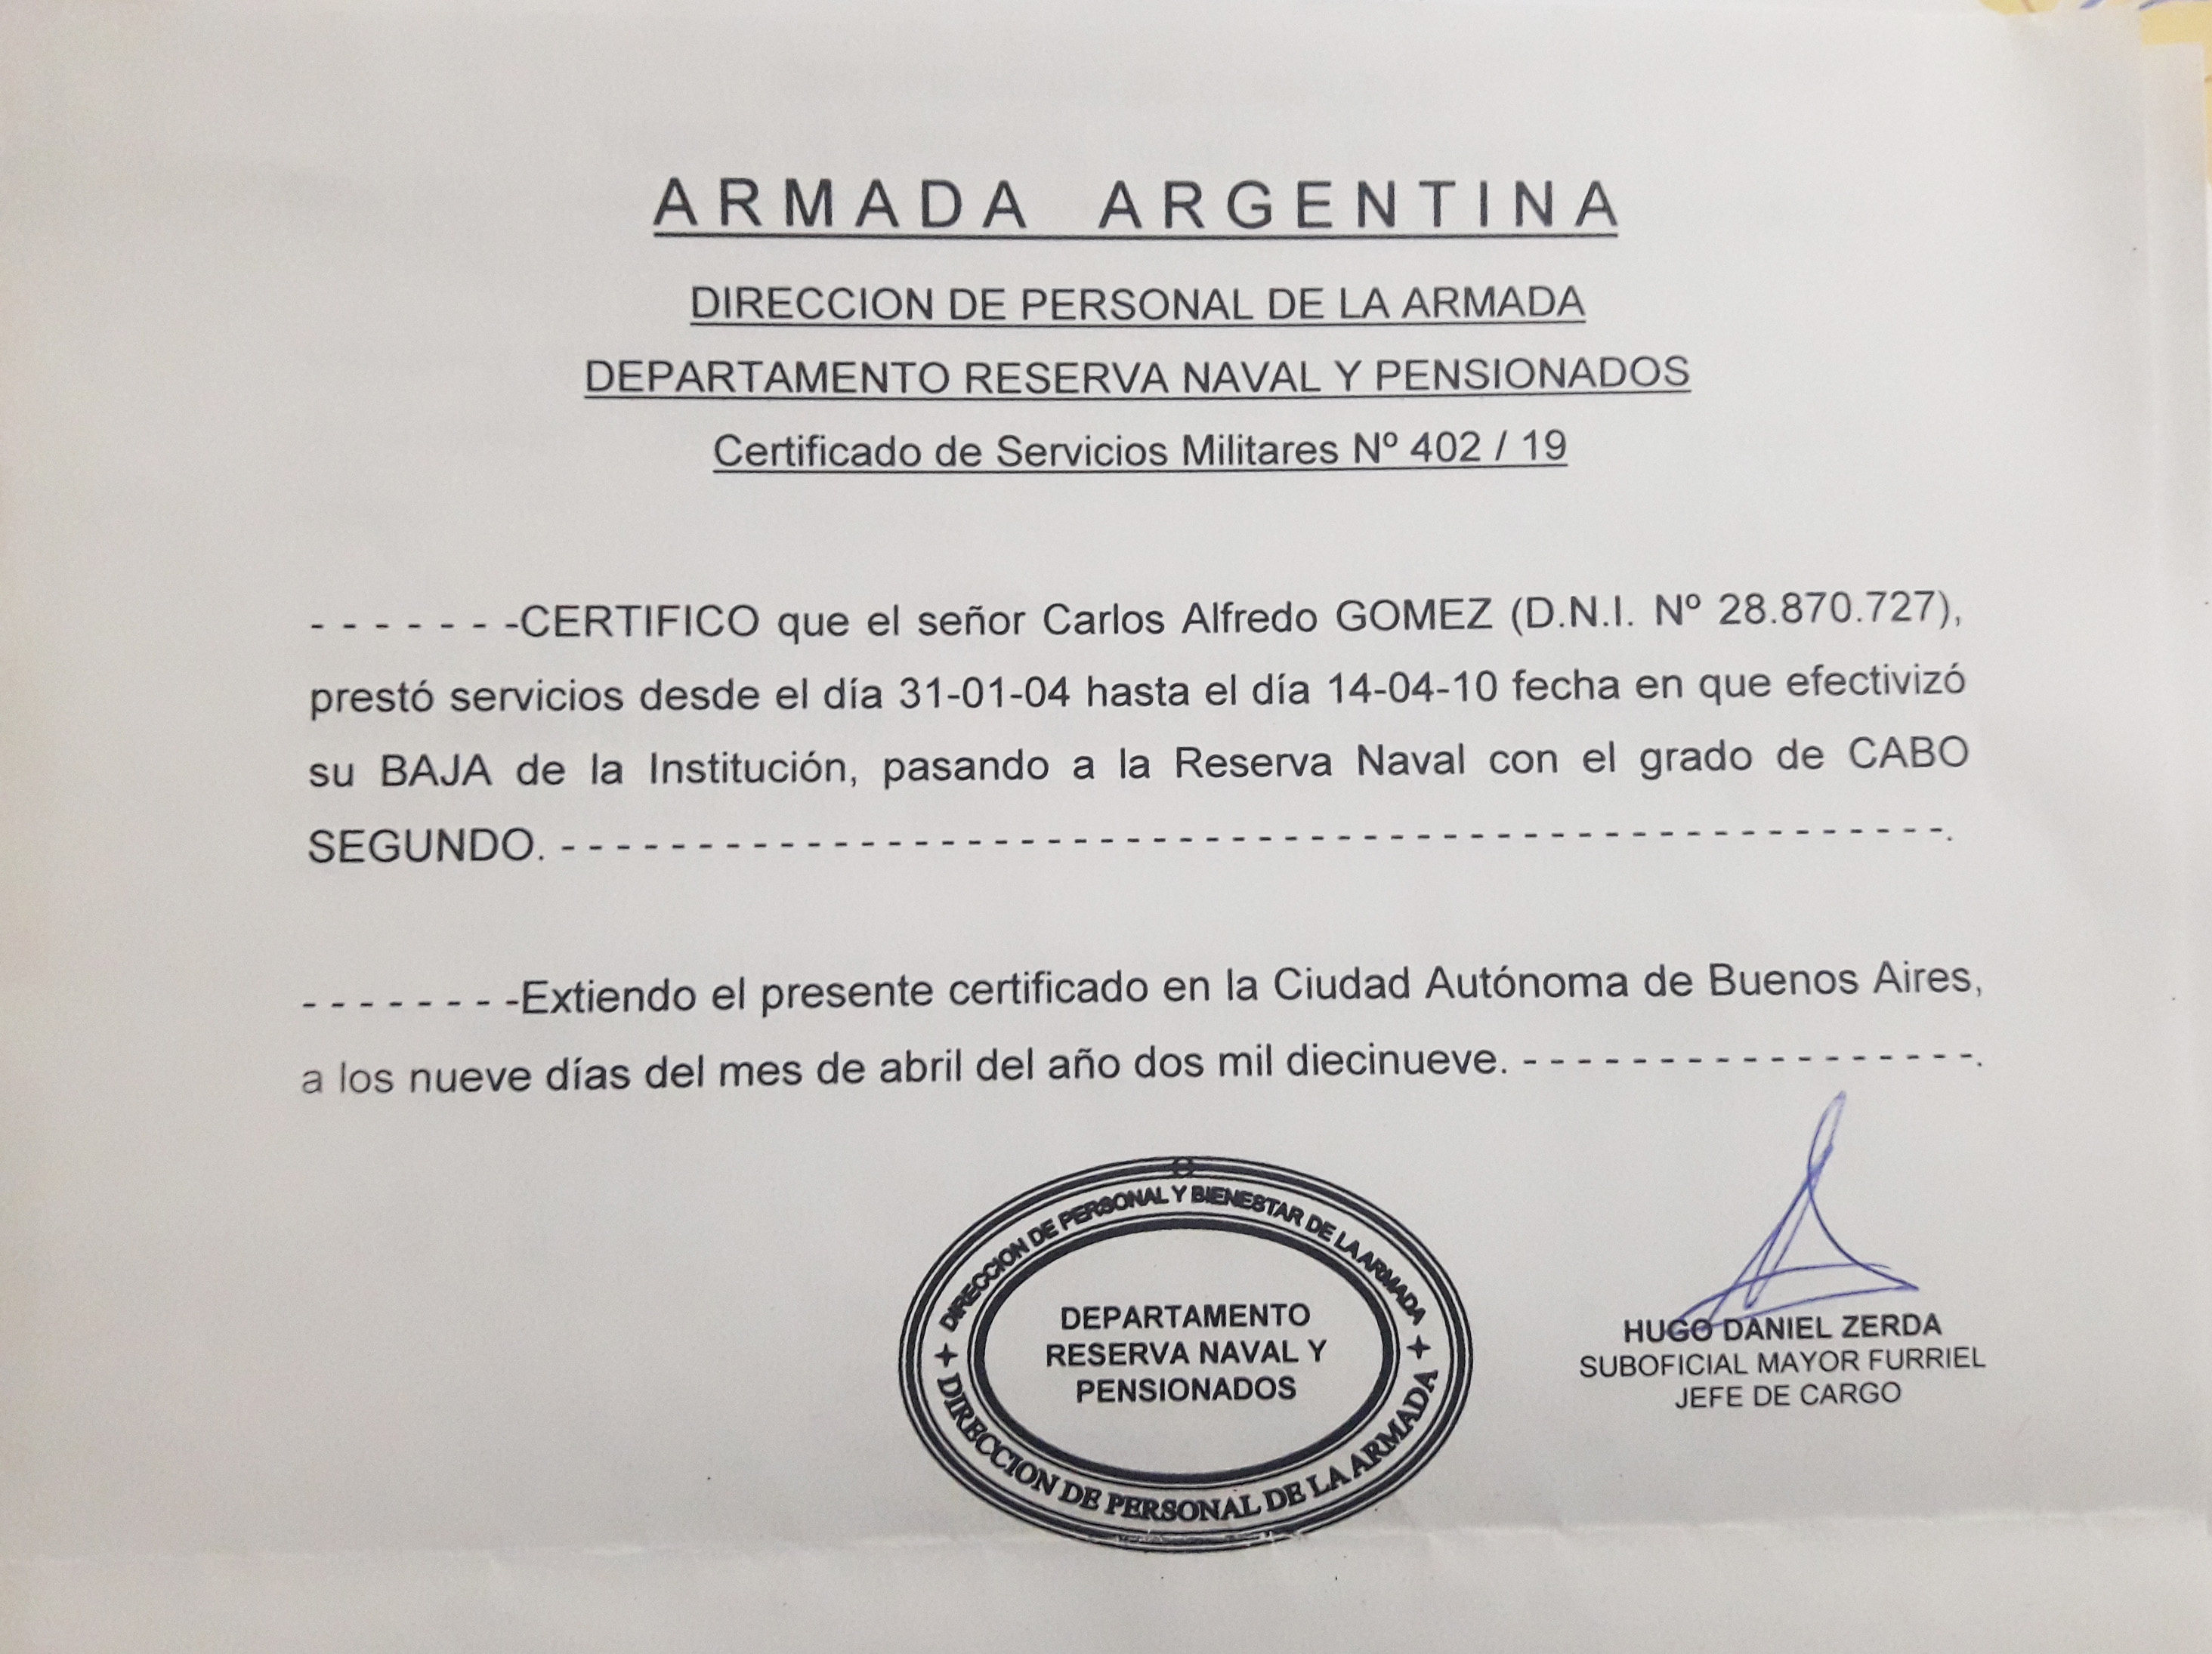 ARMADA ARGENTINA
DIRECCION DE PERSONAL DE LA ARMADA
DEPARTAMENTO RESERVA NAVAL Y PENSIONADOS
Certificado de Servicios Militares Nº 402 / 19
- - - - - - - -CERTIFICO que el señor Carlos Alfredo GOMEZ (D.N.I. Nº 28.870.727),
prestó servicios desde el día 31-01-04 hasta el día 14-04-10 fecha en que efectivizó
su BAJA de la Institución, pasando a la Reserva Naval con el grado de CABO
SEGUNDO. - - - - - - - - - - - - - - - - - - - - - - - - - - - - - - - - - - - - - - - - - - - - - - - - - - -.
- - - - - - - - -Extiendo el presente certificado en la Ciudad Autónoma de Buenos Aires,
a los nueve días del mes de abril del año dos mil diecinueve. - - - - - - - - - - - - - - - - -.
DIRECCION DE PERSONAL Y BIENESTAR DE LA ARMADA
DEPARTAMENTO
RESERVA NAVAL Y
PENSIONADOS
DIRECCION DE PERSONAL DE LA ARMADA
HUGO DANIEL ZERDA
SUBOFICIAL MAYOR FURRIEL
JEFE DE CARGO